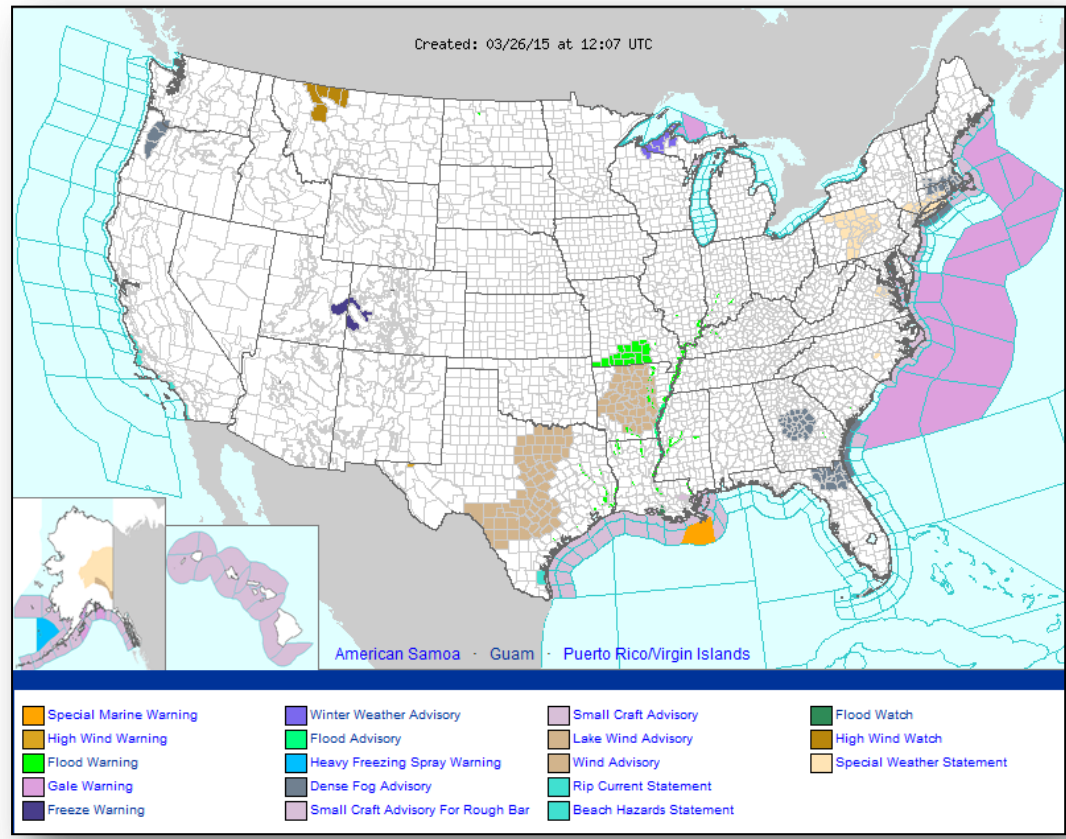 Created: 03/26/15 at 12:07 UTC
American Samoa · Guam · Puerto Rico/Virgin Islands
Special Marine Warning
High Wind Warning
Flood Warning
Gale Warning
Freeze Warning
Winter Weather Advisory
Flood Advisory
Heavy Freezing Spray Warning
Dense Fog Advisory
Small Craft Advisory For Rough Bar
Small Craft Advisory
Lake Wind Advisory
Wind Advisory
Rip Current Statement
Beach Hazards Statement
Flood Watch
High Wind Watch
Special Weather Statement